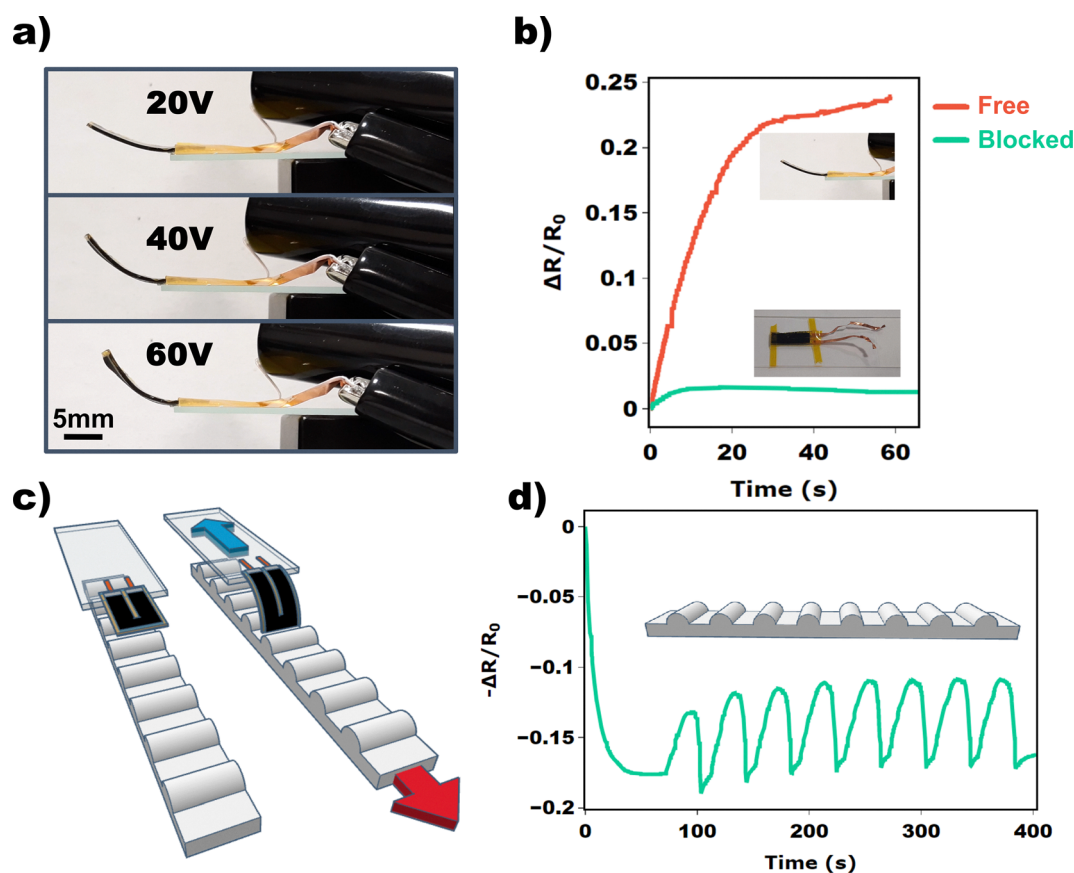 a)
20V
40V
60V
5mm
b)
0.25
0.2
0.15
0.1
0.05
0
ΔR/R₀
0
20
40
60
Time (s)
Free
Blocked
c)
d)
0
−0.05
−0.1
−0.15
−0.2
-ΔR/R₀
0
100
200
300
400
Time (s)